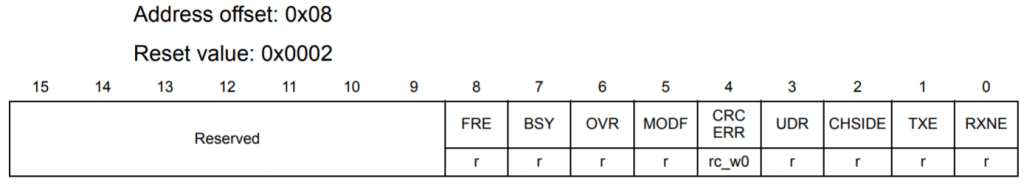 Address offset: 0x08
Reset value: 0x0002
15 14 13 12 11 10 9 8 7 6 5 4 3 2 1 0
Reserved FRE BSY OVR MODF CRC ERR UDR CHSIDE TXE RXNE
r r r r rc_w0 r r r r